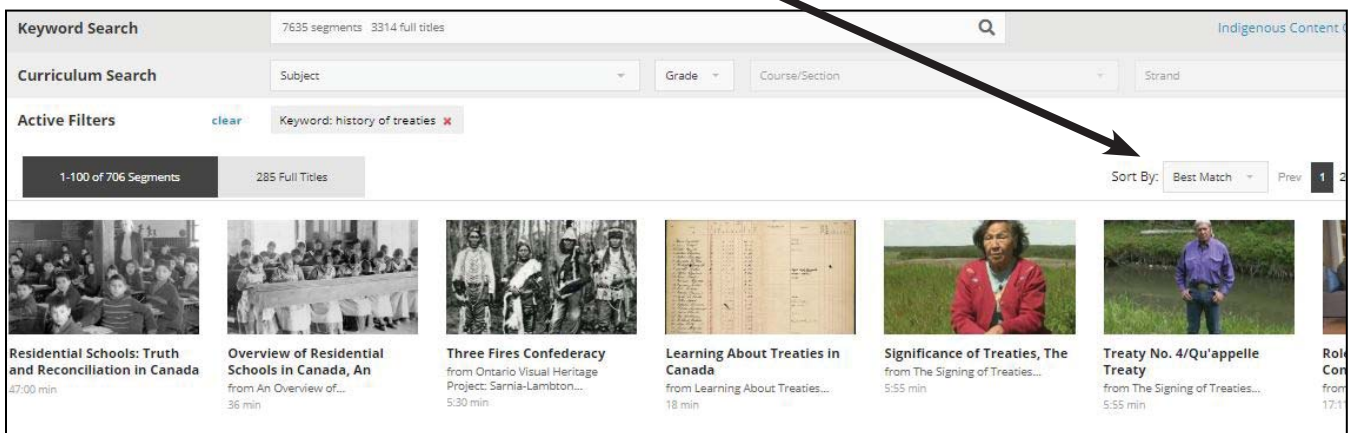 Keyword Search
7635 segments 3314 full titles
Indigenous Content
Curriculum Search
Subject
Grade
Course/Section
Strand
Active Filters
clear
Keyword: history of treaties ×
1-100 of 706 Segments
285 Full Titles
Sort By:
Best Match
Prev
1
2
Residential Schools: Truth
and Reconciliation in Canada
47:00 min
Overview of Residential
Schools in Canada, An
from An Overview of...
36 min
Three Fires Confederacy
from Ontario Visual Heritage
Project: Sarnia-Lambton...
5:30 min
Learning About Treaties in
Canada
from Learning About Treaties...
18 min
Significance of Treaties, The
from The Signing of Treaties...
5:55 min
Treaty No. 4/Qu'appelle
Treaty
from The Signing of Treaties...
5:55 min
from